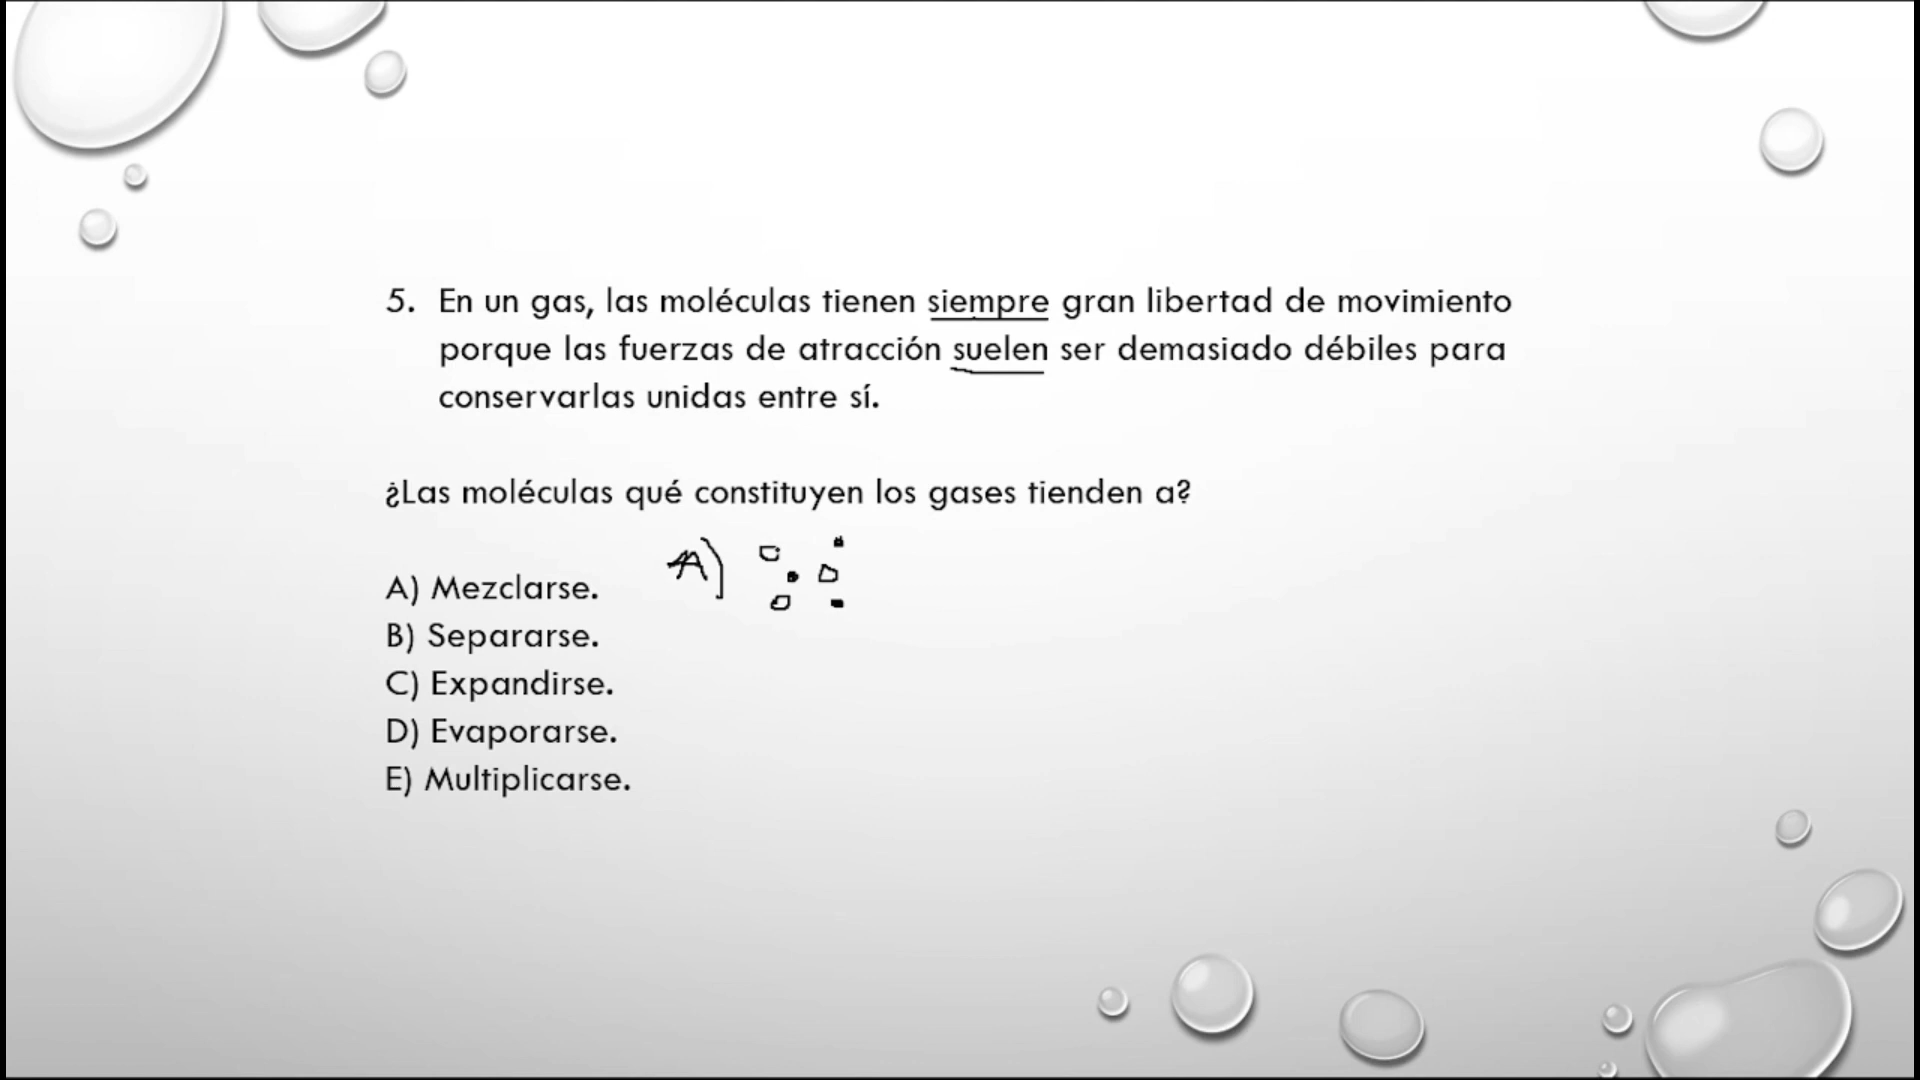 5. En un gas, las moléculas tienen siempre gran libertad de movimiento
porque las fuerzas de atracción suelen ser demasiado débiles para
conservarlas unidas entre sí.
¿Las moléculas qué constituyen los gases tienden a?
A)
A) Mezclarse.
B) Separarse.
C) Expandirse.
D) Evaporarse.
E) Multiplicarse.